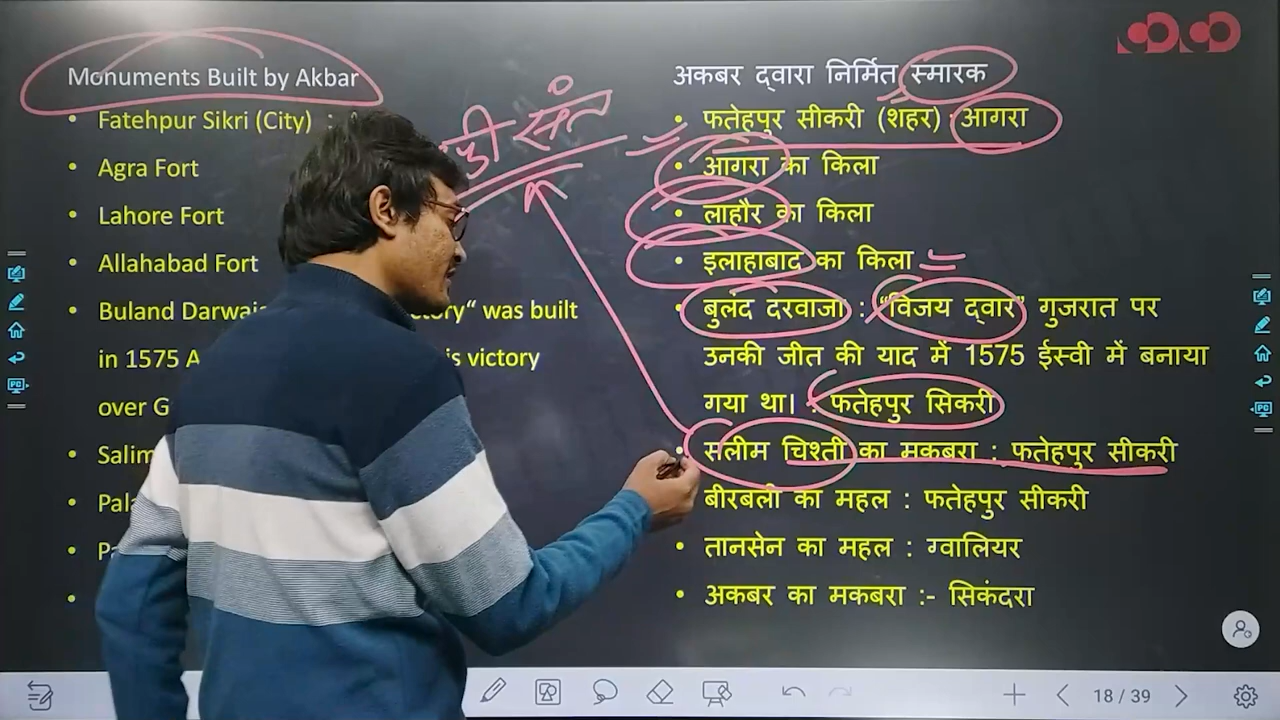 Monuments Built by Akbar
Fatehpur Sikri (City) :
Agra Fort
Lahore Fort
Allahabad Fort
Buland Darwa "ctory“ was built
in 1575 A is victory
over G
Salim
Pala
संत
अकबर द्वारा निर्मित स्मारक
फतेहपुर सीकरी (शहर) : आगरा
आगरा का किला
लाहौर का किला
इलाहाबाद का किला
बुलंद दरवाजा : “विजय द्वार” गुजरात पर
उनकी जीत की याद में 1575 ईस्वी में बनाया
गया था। : फतेहपुर सिकरी
सलीम चिश्ती का मकबरा : फतेहपुर सीकरी
बीरबली का महल : फतेहपुर सीकरी
तानसेन का महल : ग्वालियर
अकबर का मकबरा :- सिकंदरा
18 / 39